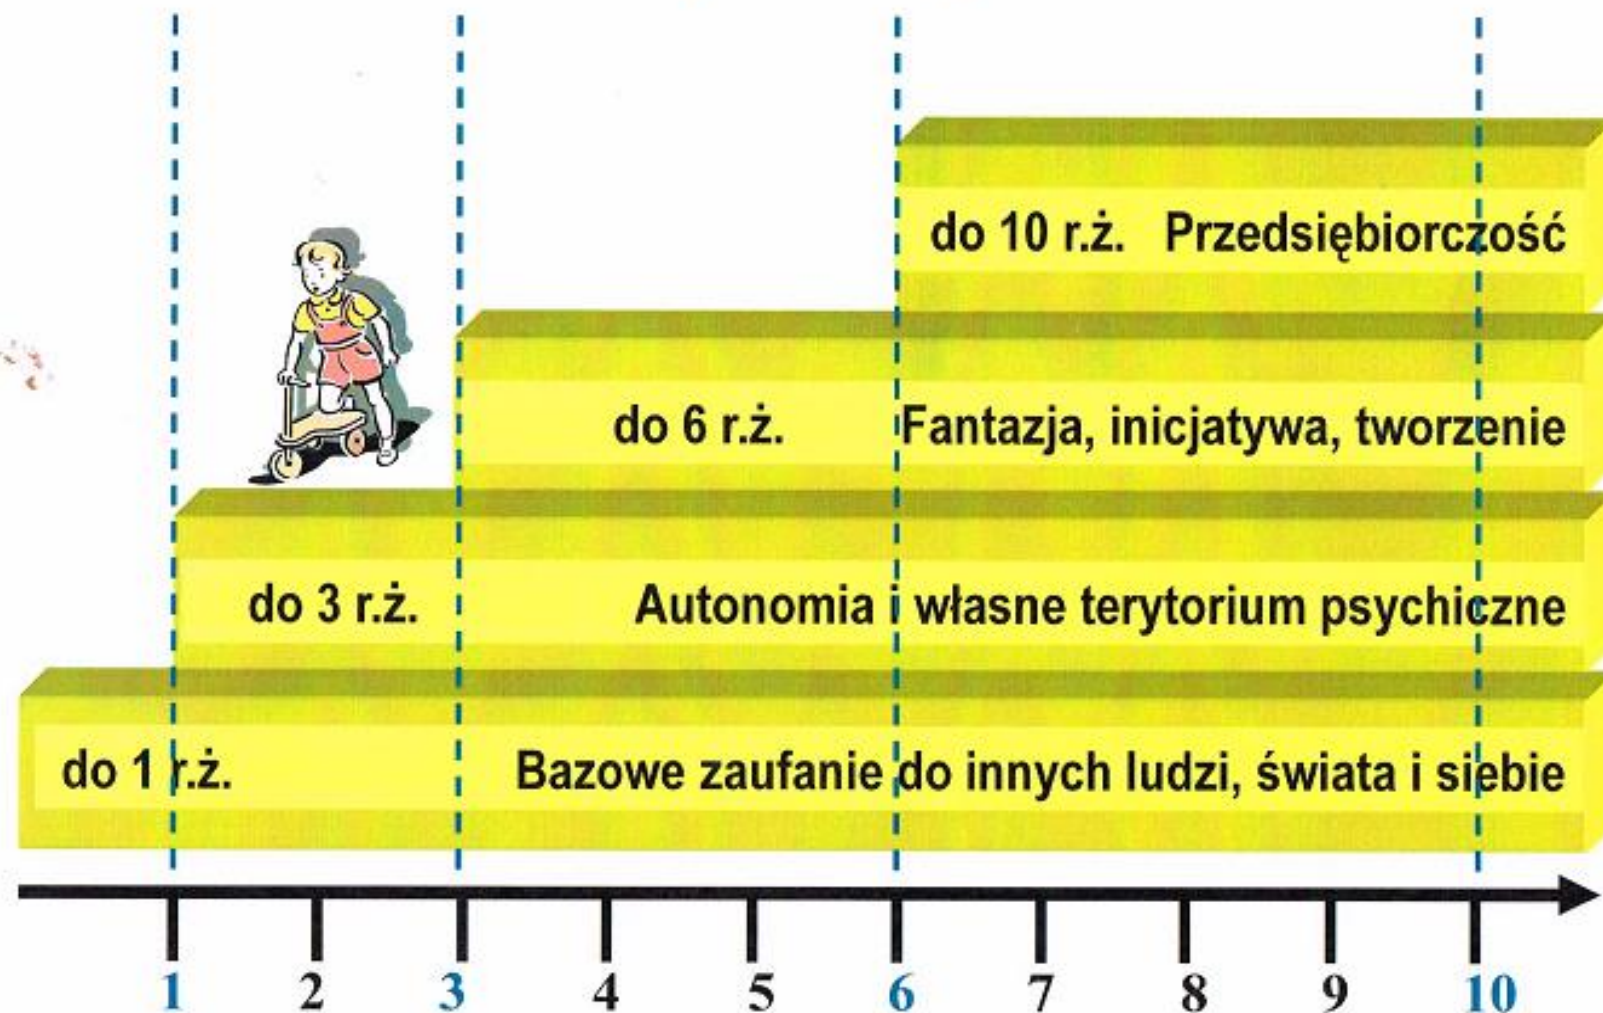 do 10 r.ż. Przedsiębiorczość
do 6 r.ż. Fantazja, inicjatywa, tworzenie
do 3 r.ż. Autonomia i własne terytorium psychiczne
do 1 r.ż. Bazowe zaufanie do innych ludzi, świata i siebie
1 2 3 4 5 6 7 8 9 10